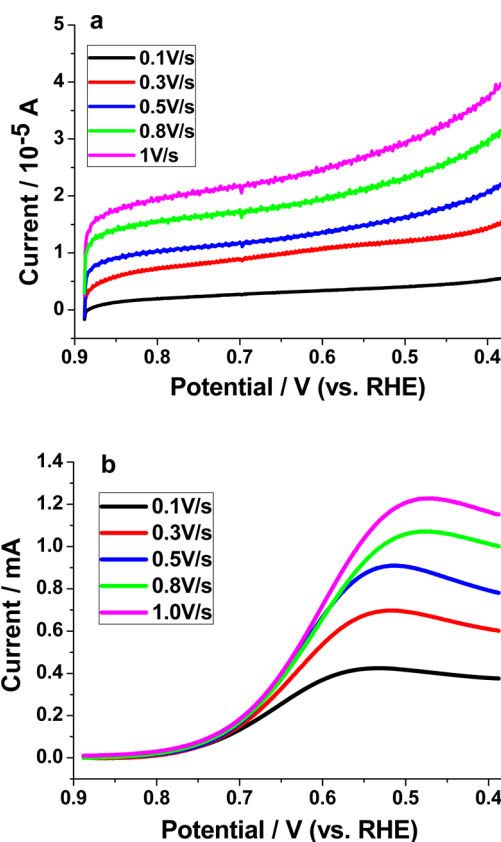 a
5
4
3
2
1
0
Current / 10-5 A
0.1V/s
0.3V/s
0.5V/s
0.8V/s
1V/s
0.9 0.8 0.7 0.6 0.5 0.4
Potential / V (vs. RHE)
b
1.4
1.2
1.0
0.8
0.6
0.4
0.2
0.0
Current / mA
0.1V/s
0.3V/s
0.5V/s
0.8V/s
1.0V/s
0.9 0.8 0.7 0.6 0.5 0.4
Potential / V (vs. RHE)